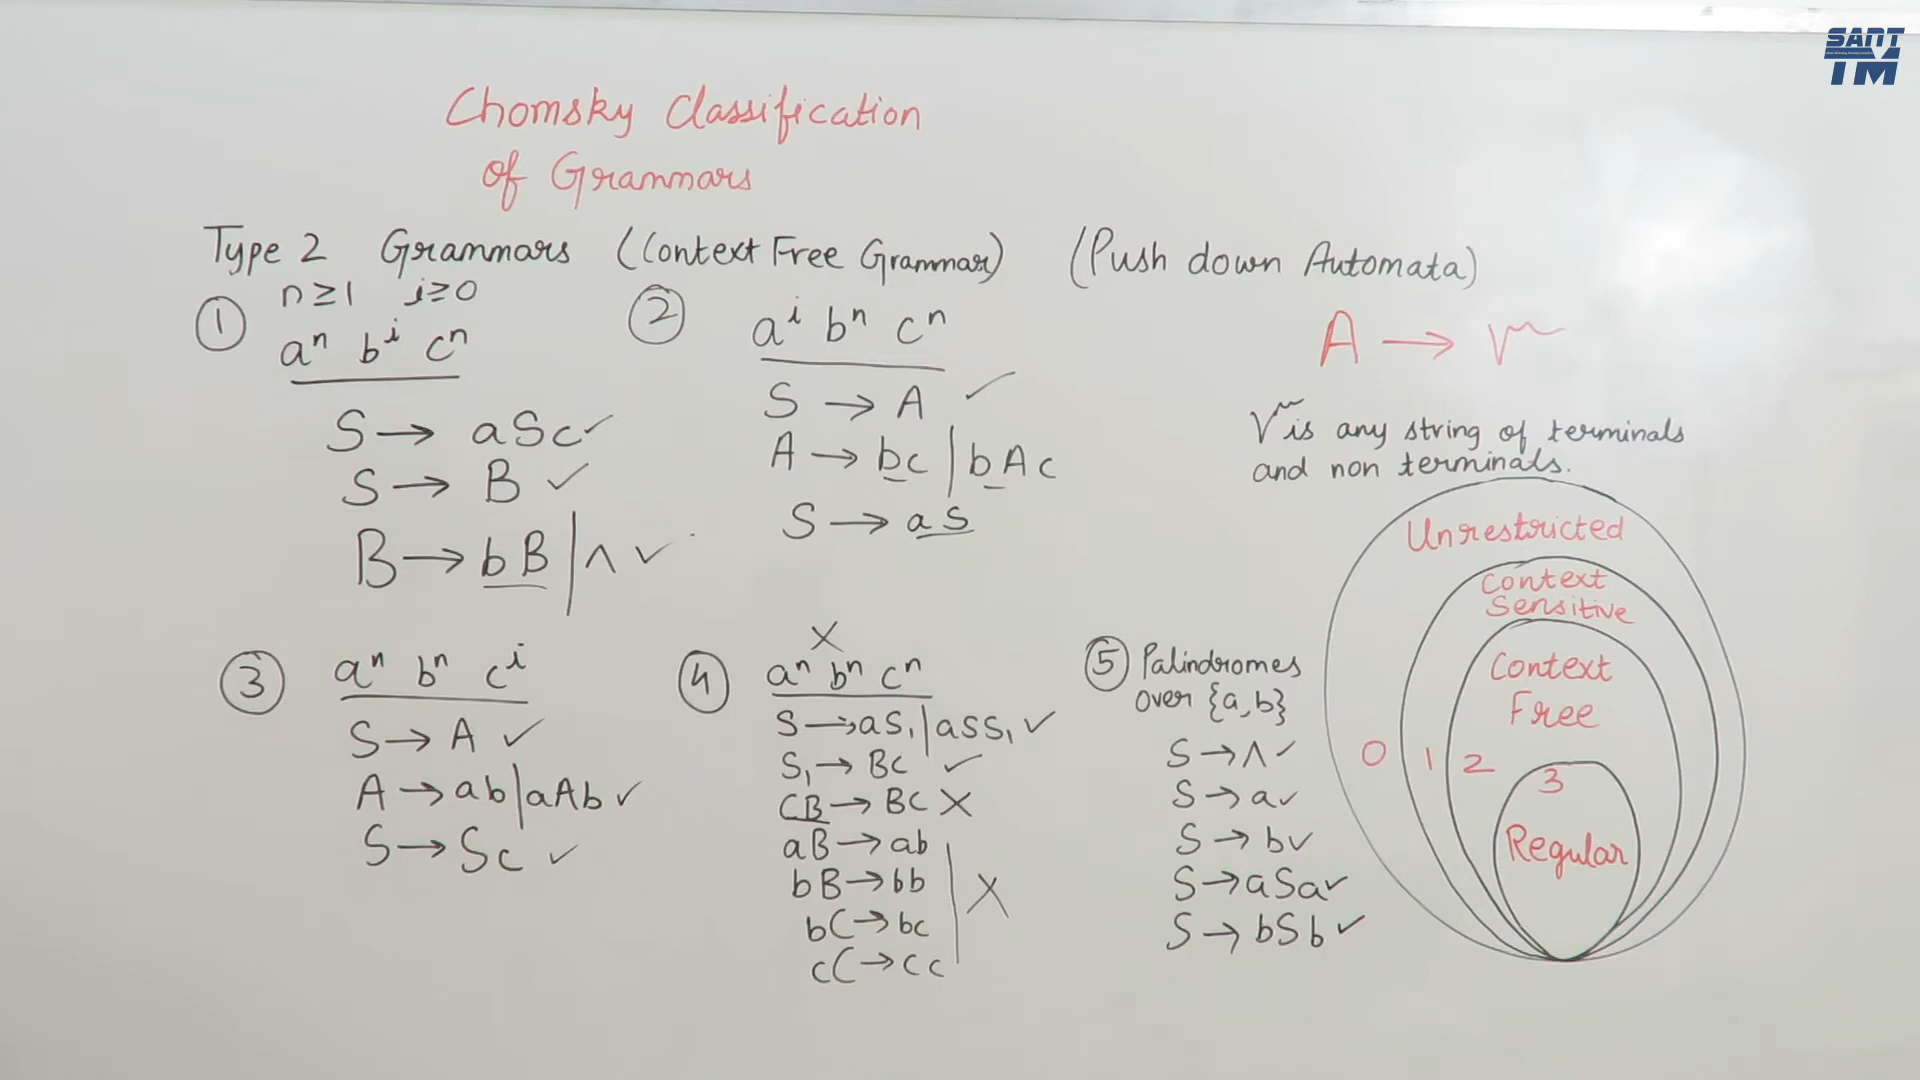 SANT
TM
Chomsky Classification
of Grammars
Type 2 Grammars (Context Free Grammar) (Push down Automata)
① n≥1 i≥0
aⁿ bⁱ cⁿ
S → aSc ✓
S → B ✓
B → bB | ∧ ✓
② aⁱ bⁿ cⁿ
S → A ✓
A → bc | bAc
S → aS
A → γ
γ is any string of terminals
and non terminals.
③ aⁿ bⁿ cⁱ
S → A ✓
A → ab | aAb ✓
S → Sc ✓
④ aⁿ bⁿ cⁿ X
S → aS₁ | aSS₁ ✓
S₁ → BC ✓
CB → BC X
aB → ab
bB → bb X
bC → bc
cC → cc
⑤ Palindromes
over {a,b}
S → ∧ ✓
S → a ✓
S → b ✓
S → aSa ✓
S → bSb ✓
Unrestricted
Context
Sensitive
Context
Free
0 1 2 3
Regular